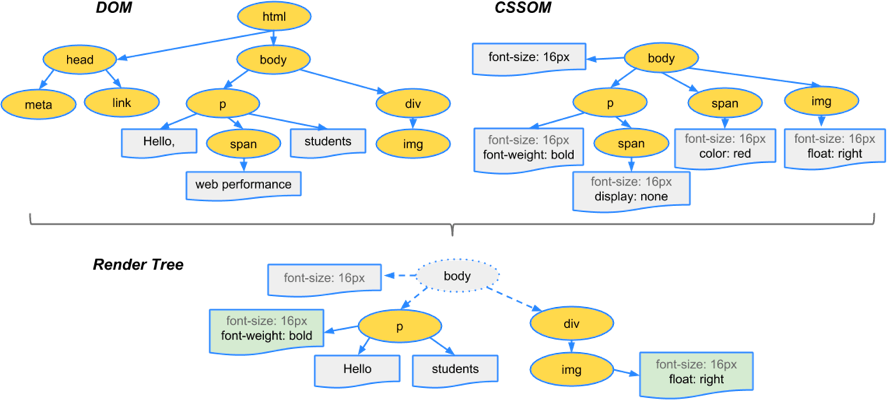 DOM
html
head
body
meta
link
p
div
Hello,
span
students
img
web performance
CSSOM
font-size: 16px
body
p
span
img
font-size: 16px
font-weight: bold
span
font-size: 16px
color: red
font-size: 16px
float: right
font-size: 16px
display: none
Render Tree
font-size: 16px
body
font-size: 16px
font-weight: bold
p
div
Hello
students
img
font-size: 16px
float: right